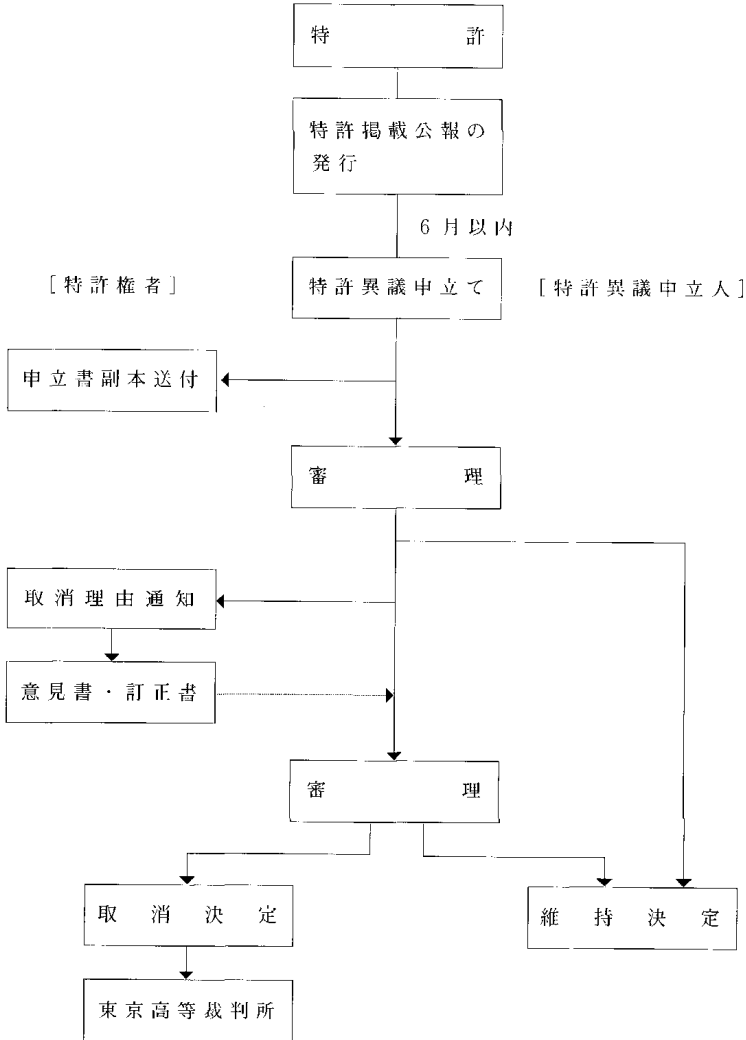 特許
特許掲載公報の
発行
6月以内
[特許権者]
特許異議申立て
[特許異議申立人]
申立書副本送付
審理
取消理由通知
意見書・訂正書
審理
取消決定
維持決定
東京高等裁判所